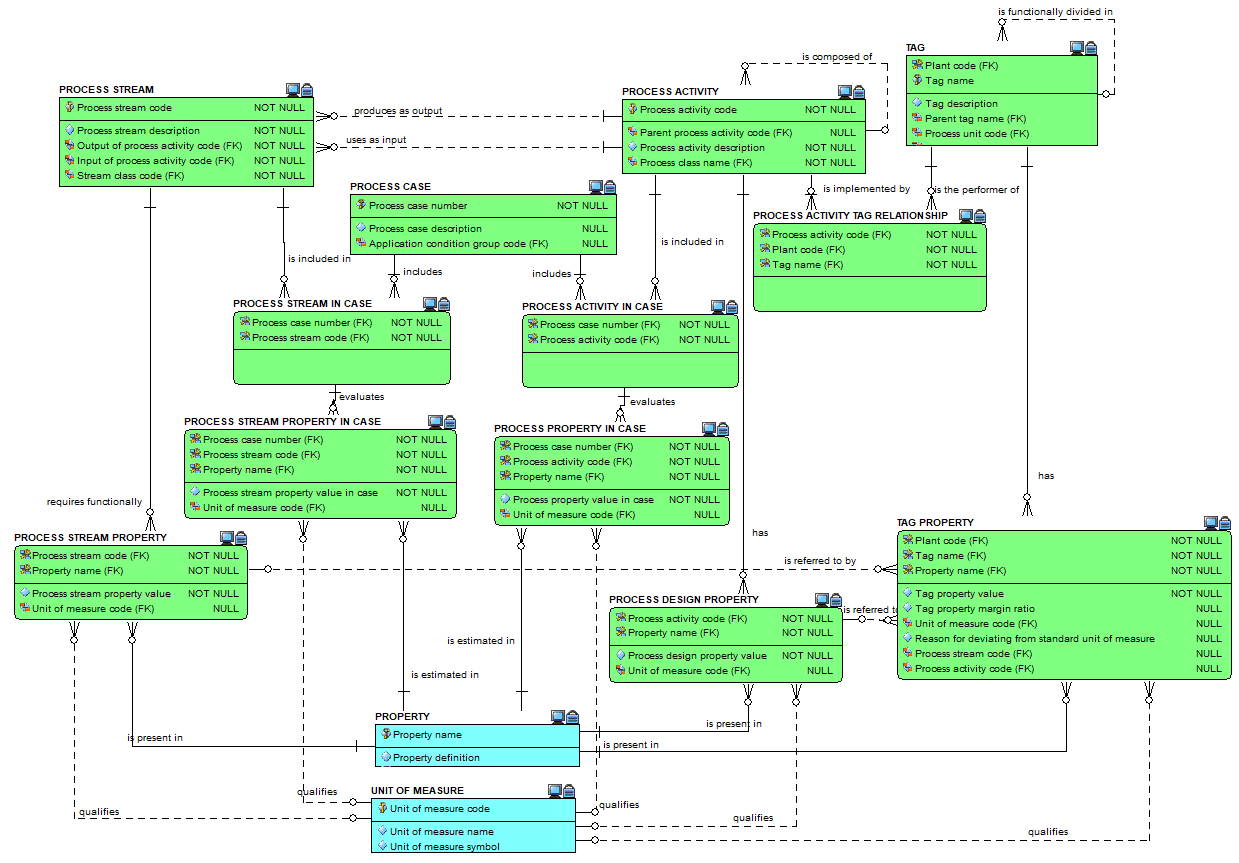 is functionally divided in
TAG
Plant code (FK)
Tag name
Tag description
Parent tag name (FK)
Process unit code (FK)
is composed of
PROCESS STREAM
Process stream code NOT NULL
Process stream description NOT NULL
Output of process activity code (FK) NOT NULL
Input of process activity code (FK) NOT NULL
Stream class code (FK) NOT NULL
produces as output
uses as input
PROCESS ACTIVITY
Process activity code NOT NULL
Parent process activity code (FK) NULL
Process activity description NOT NULL
Process class name (FK) NOT NULL
PROCESS CASE
Process case number NOT NULL
Process case description NULL
Application condition group code (FK) NULL
is implemented by
is the performer of
PROCESS ACTIVITY TAG RELATIONSHIP
Process activity code (FK) NOT NULL
Plant code (FK) NOT NULL
Tag name (FK) NOT NULL
is included in
is included in
includes
includes
PROCESS STREAM IN CASE
Process case number (FK) NOT NULL
Process stream code (FK) NOT NULL
PROCESS ACTIVITY IN CASE
Process case number (FK) NOT NULL
Process activity code (FK) NOT NULL
evaluates
evaluates
PROCESS STREAM PROPERTY IN CASE
Process case number (FK) NOT NULL
Process stream code (FK) NOT NULL
Property name (FK) NOT NULL
Process stream property value in case NOT NULL
Unit of measure code (FK) NULL
PROCESS PROPERTY IN CASE
Process case number (FK) NOT NULL
Process activity code (FK) NOT NULL
Property name (FK) NOT NULL
Process property value in case NOT NULL
Unit of measure code (FK) NULL
has
requires functionally
PROCESS STREAM PROPERTY
Process stream code (FK) NOT NULL
Property name (FK) NOT NULL
Process stream property value NOT NULL
Unit of measure code (FK) NULL
has
is referred to by
TAG PROPERTY
Plant code (FK) NOT NULL
Tag name (FK) NOT NULL
Property name (FK) NOT NULL
Tag property value NOT NULL
Tag property margin ratio NULL
Unit of measure code (FK) NULL
Reason for deviating from standard unit of measure NULL
Process stream code (FK) NULL
Process activity code (FK) NULL
PROCESS DESIGN PROPERTY
Process activity code (FK) NOT NULL
Property name (FK) NOT NULL
Process design property value NOT NULL
Unit of measure code (FK) NULL
is referred to
is estimated in
is estimated in
PROPERTY
Property name
Property definition
is present in
is present in
is present in
UNIT OF MEASURE
Unit of measure code
Unit of measure name
Unit of measure symbol
qualifies
qualifies
qualifies
qualifies
qualifies